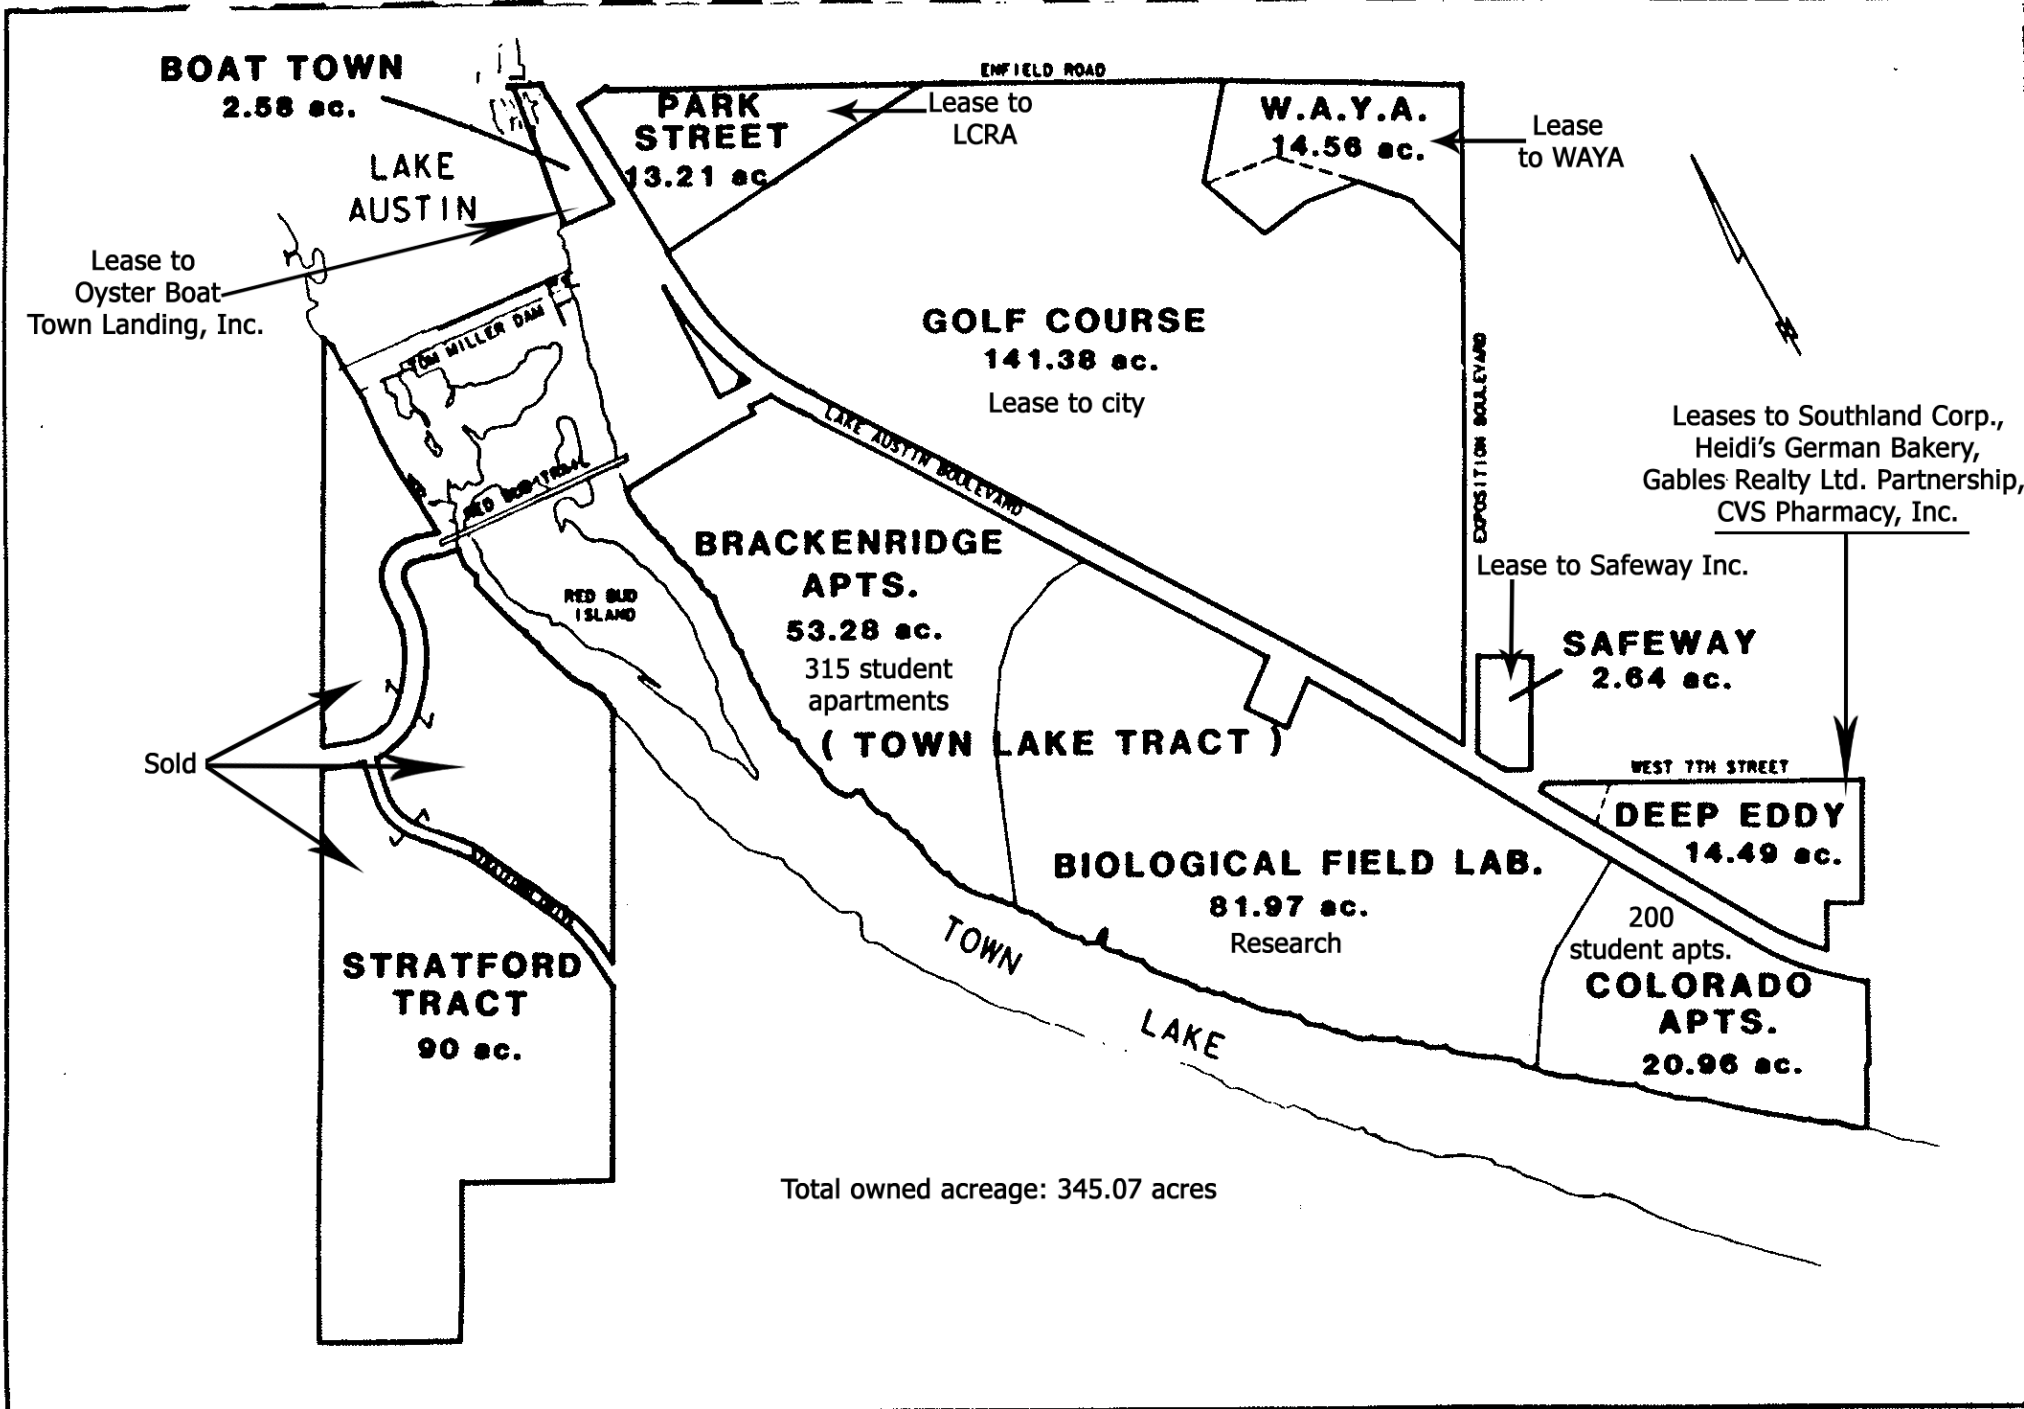 ENFIELD ROAD
BOAT TOWN
2.58 ac.
PARK
STREET
13.21 ac
Lease to
LCRA
W.A.Y.A.
14.56 ac.
Lease
to WAYA
LAKE
AUSTIN
Lease to
Oyster Boat
Town Landing, Inc.
TOM MILLER DAM
GOLF COURSE
141.38 ac.
Lease to city
EXPOSITION BOULEVARD
LAKE AUSTIN BOULEVARD
Leases to Southland Corp.,
Heidi's German Bakery,
Gables Realty Ltd. Partnership,
CVS Pharmacy, Inc.
RED BUD TRAIL
BRACKENRIDGE
APTS.
53.28 ac.
315 student
apartments
RED BUD
ISLAND
Lease to Safeway Inc.
SAFEWAY
2.64 ac.
( TOWN LAKE TRACT )
Sold
WEST 7TH STREET
DEEP EDDY
14.49 ac.
BIOLOGICAL FIELD LAB.
81.97 ac.
Research
200
student apts.
COLORADO
APTS.
20.96 ac.
STRATFORD
TRACT
90 ac.
TOWN
LAKE
Total owned acreage: 345.07 acres